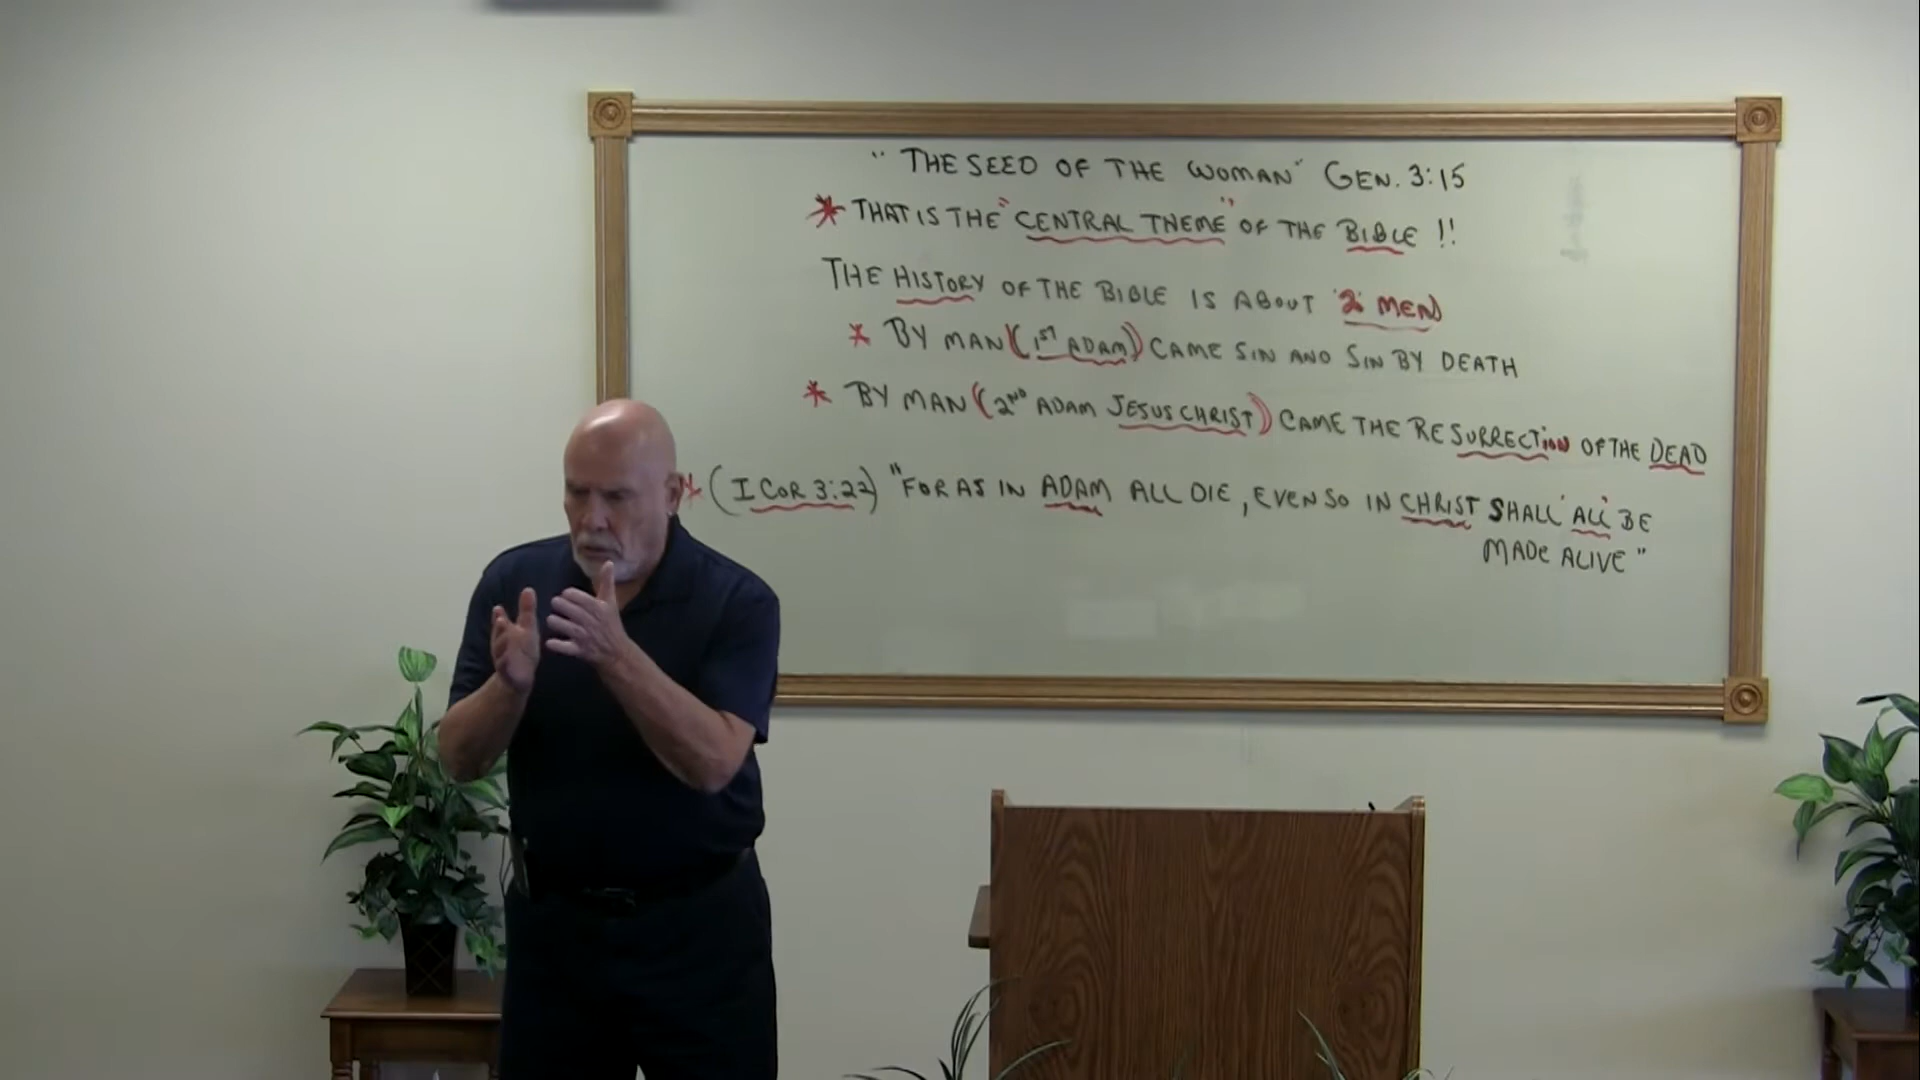 "THE SEED OF THE WOMAN" GEN. 3:15
* THAT IS THE "CENTRAL THEME" OF THE BIBLE !!
THE HISTORY OF THE BIBLE IS ABOUT "2" MEN
* BY MAN (1ST ADAM) CAME SIN AND SIN BY DEATH
* BY MAN (2ND ADAM JESUS CHRIST) CAME THE RESURRECTION OF THE DEAD
* (I COR 3:22) "FOR AS IN ADAM ALL DIE, EVEN SO IN CHRIST SHALL 'ALL' BE
MADE ALIVE"